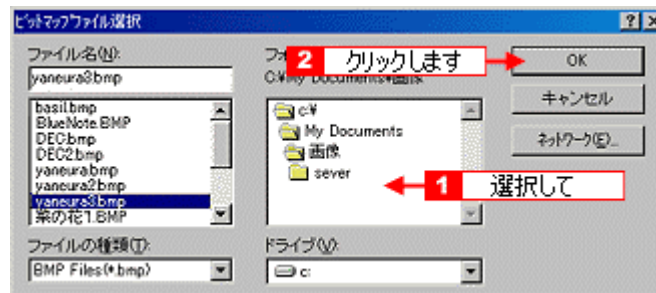 ビットマップファイル選択
ファイル名(N):
yaneura3.bmp
basil.bmp
BlueNote.BMP
DEC.bmp
DEC2.bmp
yaneura.bmp
yaneura2.bmp
yaneura3.bmp
菜の花1.BMP
ファイルの種類(T):
BMP Files(*.bmp)
2 クリックします
C:¥My Documents¥画像
c:¥
My Documents
画像
sever
1 選択して
ドライブ(V):
c:
OK
キャンセル
ネットワーク(E)...